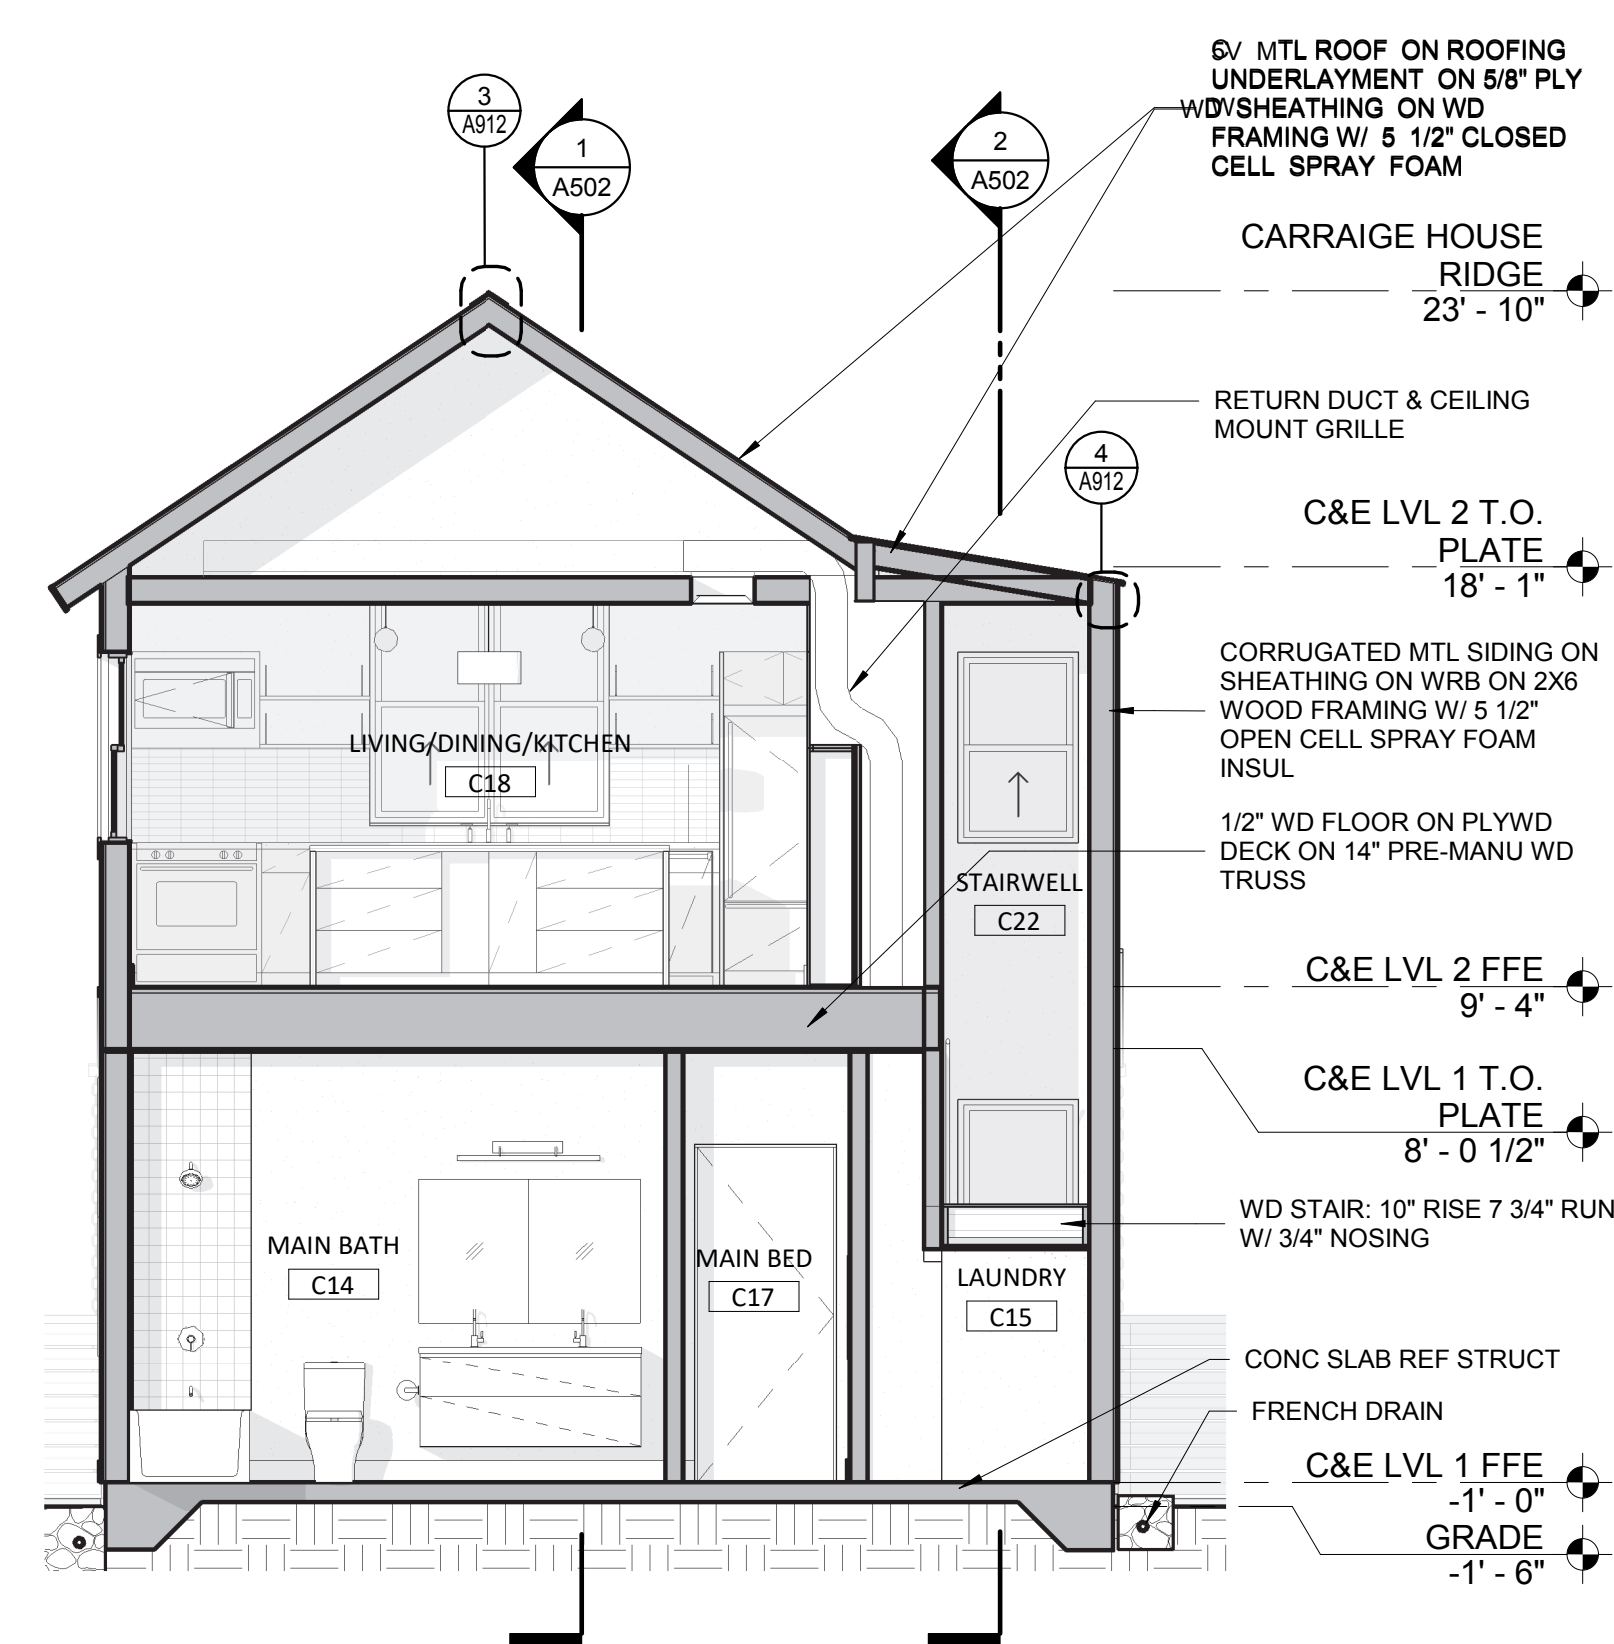 5V MTL ROOF ON ROOFING
UNDERLAYMENT ON 5/8" PLY
WD SHEATHING ON WD
FRAMING W/ 5 1/2" CLOSED
CELL SPRAY FOAM
3
A912
1
A502
2
A502
CARRAIGE HOUSE
RIDGE
23' - 10"
RETURN DUCT & CEILING
MOUNT GRILLE
4
A912
C&E LVL 2 T.O.
PLATE
18' - 1"
CORRUGATED MTL SIDING ON
SHEATHING ON WRB ON 2X6
WOOD FRAMING W/ 5 1/2"
OPEN CELL SPRAY FOAM
INSUL
LIVING/DINING/KITCHEN
C18
1/2" WD FLOOR ON PLYWD
DECK ON 14" PRE-MANU WD
TRUSS
STAIRWELL
C22
C&E LVL 2 FFE
9' - 4"
C&E LVL 1 T.O.
PLATE
8' - 0 1/2"
WD STAIR: 10" RISE 7 3/4" RUN
W/ 3/4" NOSING
MAIN BATH
C14
MAIN BED
C17
LAUNDRY
C15
CONC SLAB REF STRUCT
FRENCH DRAIN
C&E LVL 1 FFE
-1' - 0"
GRADE
-1' - 6"